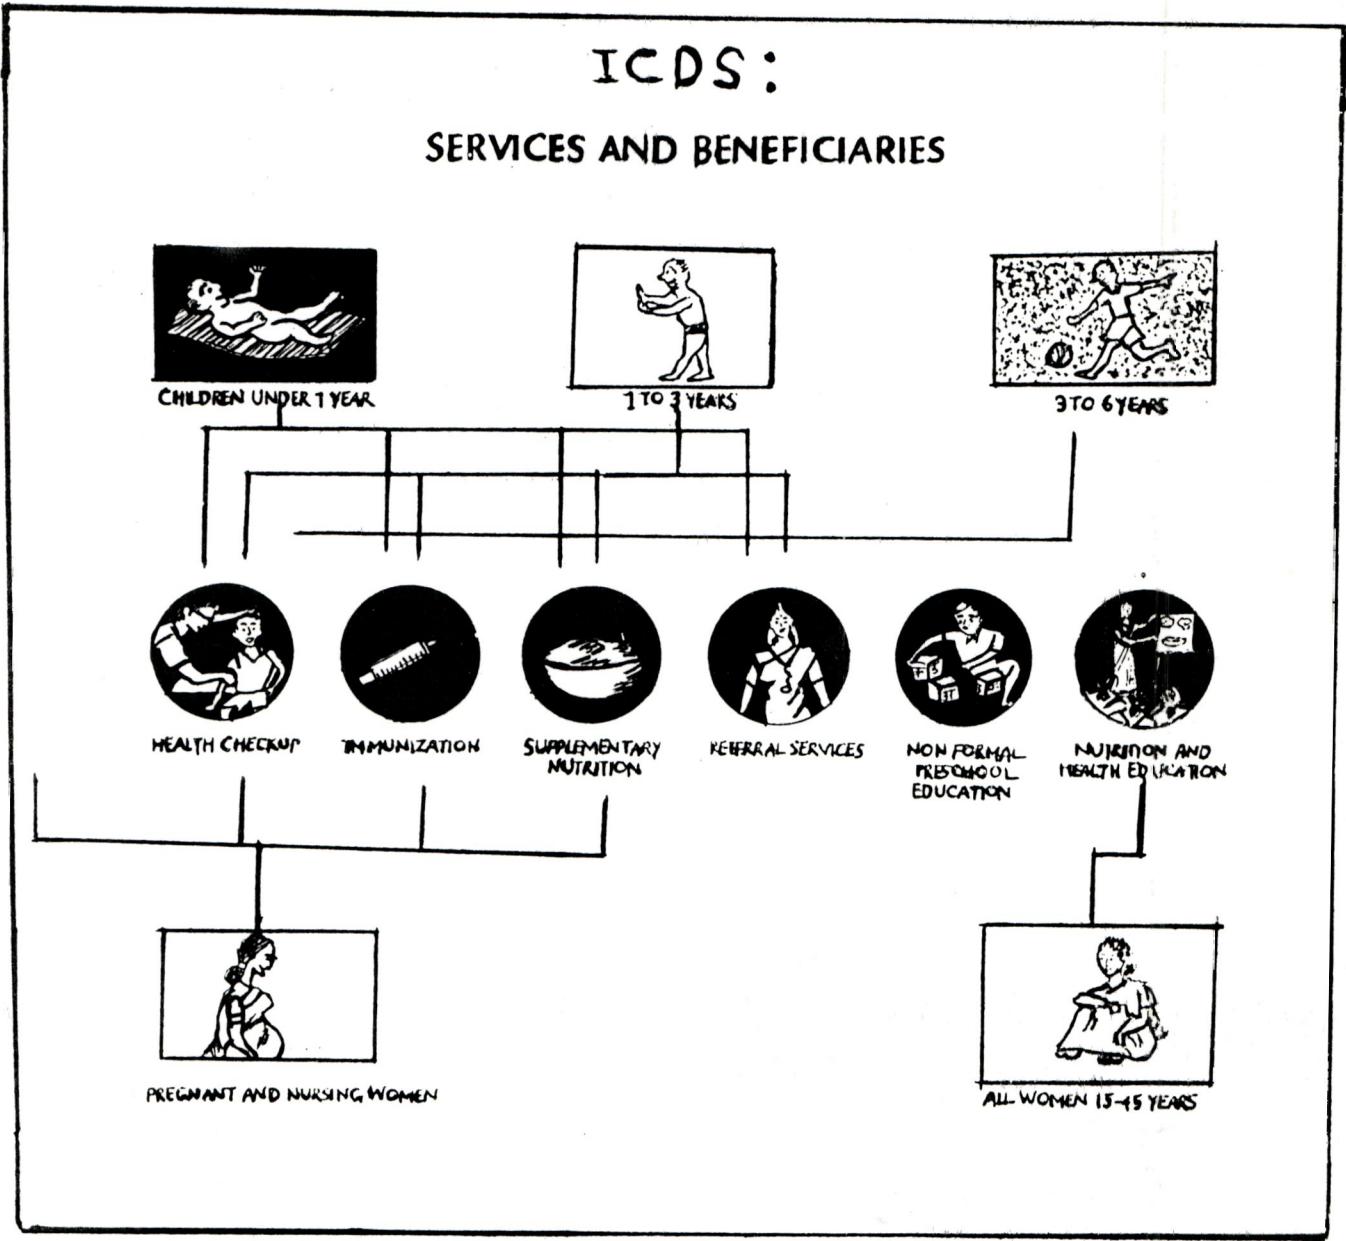 ICDS:
SERVICES AND BENEFICIARIES
CHILDREN UNDER 1 YEAR
1 TO 3 YEARS
3 TO 6 YEARS
HEALTH CHECKUP
IMMUNIZATION
SUPPLEMENTARY
NUTRITION
REFERRAL SERVICES
NON FORMAL
PRESCHOOL
EDUCATION
NUTRITION AND
HEALTH EDUCATION
PREGNANT AND NURSING WOMEN
ALL WOMEN 15-45 YEARS